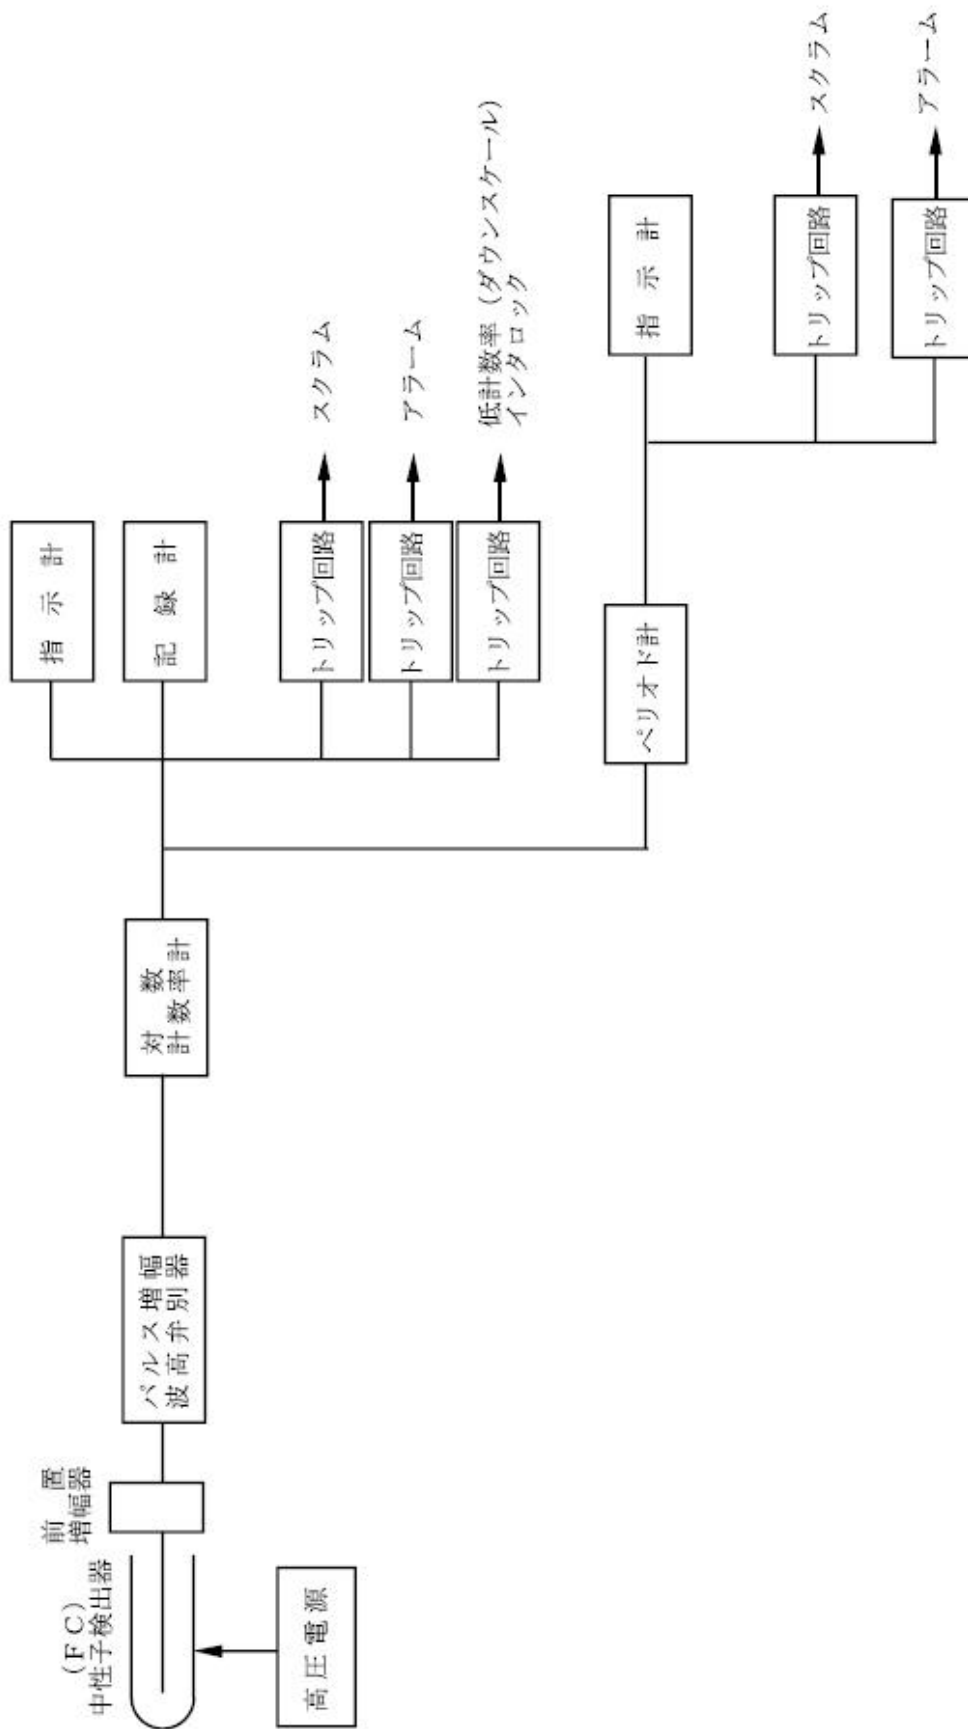 (FC)
中性子検出器
前置
増幅器
高圧電源
パルス増幅
波高弁別器
対数
計数率計
指示計
記録計
トリップ回路
スクラム
トリップ回路
アラーム
トリップ回路
低計数率 (ダウンスケール)
インタロック
ペリオド計
指示計
トリップ回路
スクラム
トリップ回路
アラーム